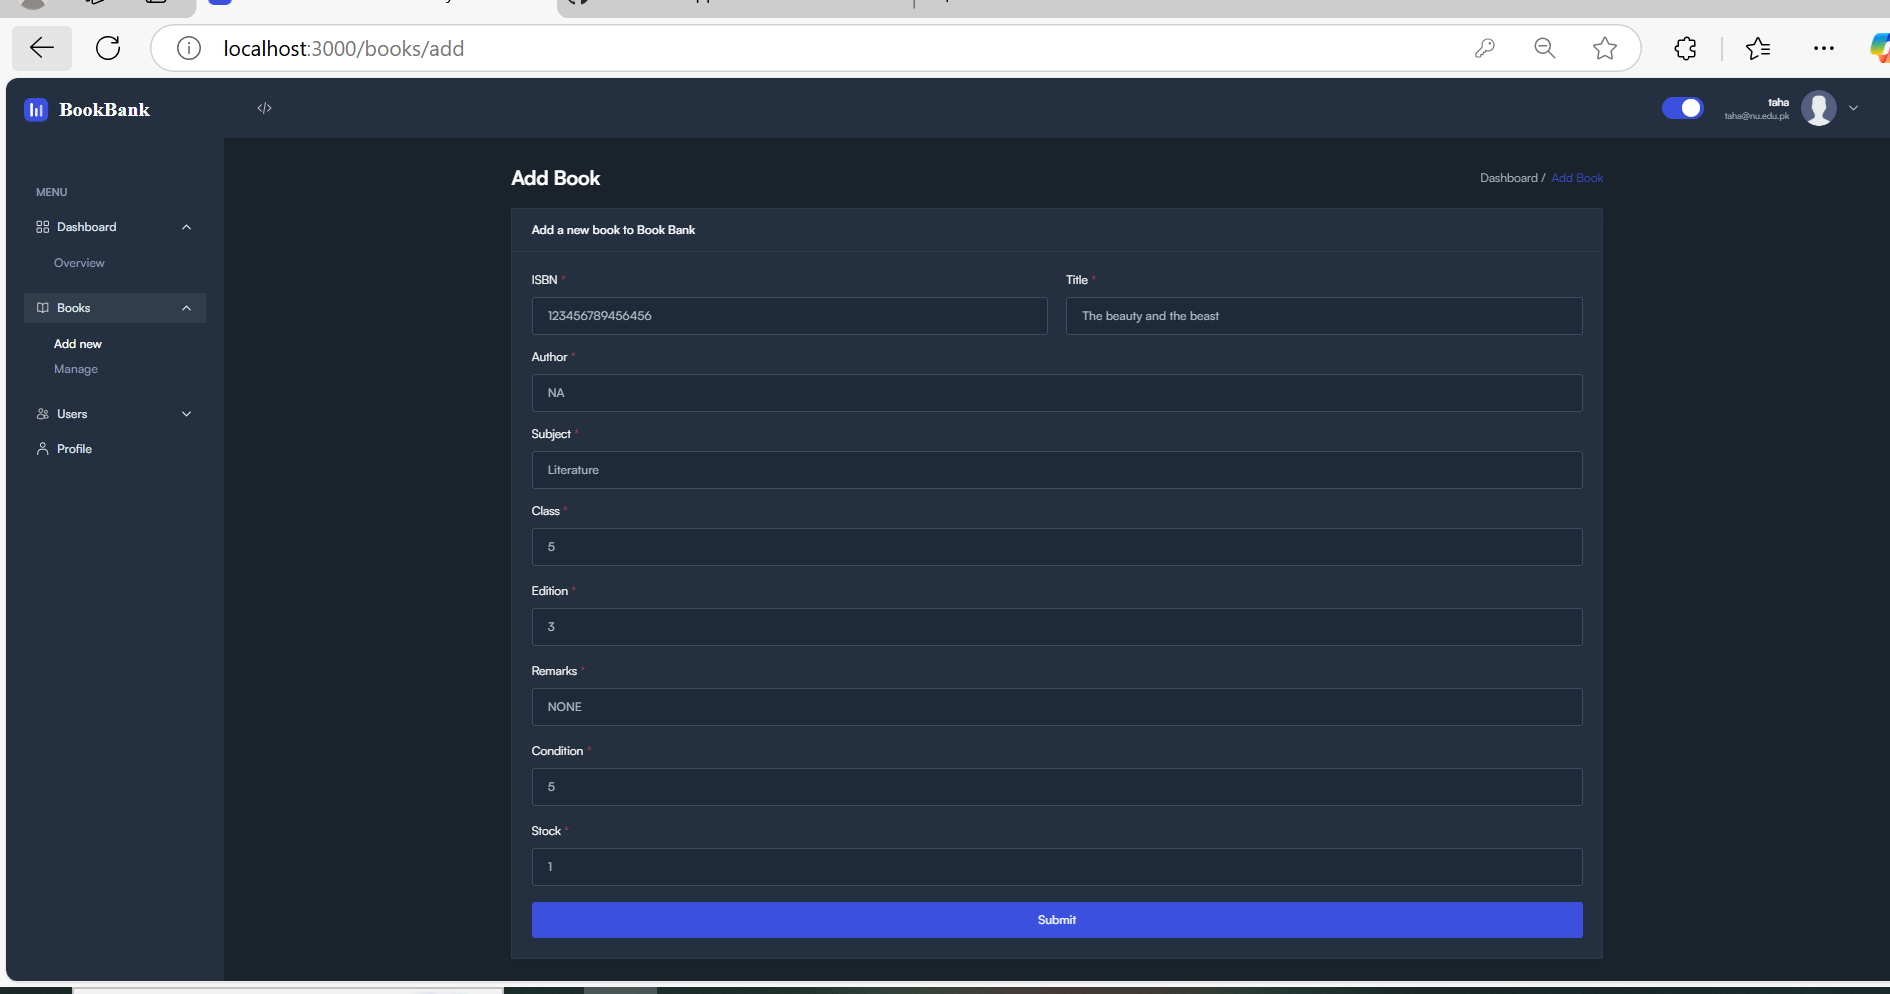 localhost:3000/books/add
BookBank
</>
taha
taha@nu.edu.pk
MENU
Dashboard
Overview
Books
Add new
Manage
Users
Profile
Add Book
Dashboard / Add Book
Add a new book to Book Bank
ISBN *
Title *
123456789456456
The beauty and the beast
Author *
NA
Subject *
Literature
Class *
5
Edition *
3
Remarks *
NONE
Condition *
5
Stock *
1
Submit